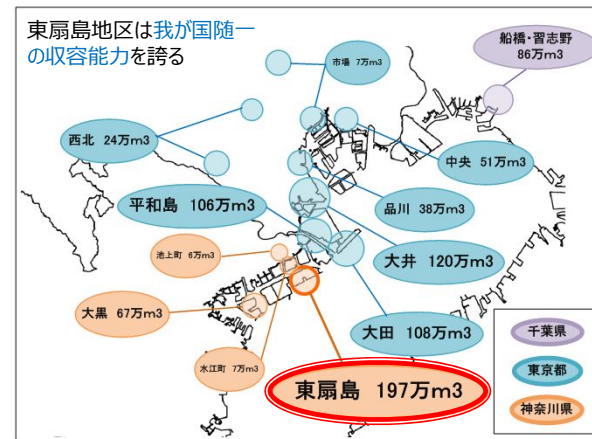 東扇島地区は我が国随一
の収容能力を誇る
船橋・習志野
86万m3
市場 7万m3
西北 24万m3
中央 51万m3
平和島 106万m3
品川 38万m3
池上町 6万m3
大井 120万m3
大黒 67万m3
大田 108万m3
水江町 7万m3
東扇島 197万m3
千葉県
東京都
神奈川県